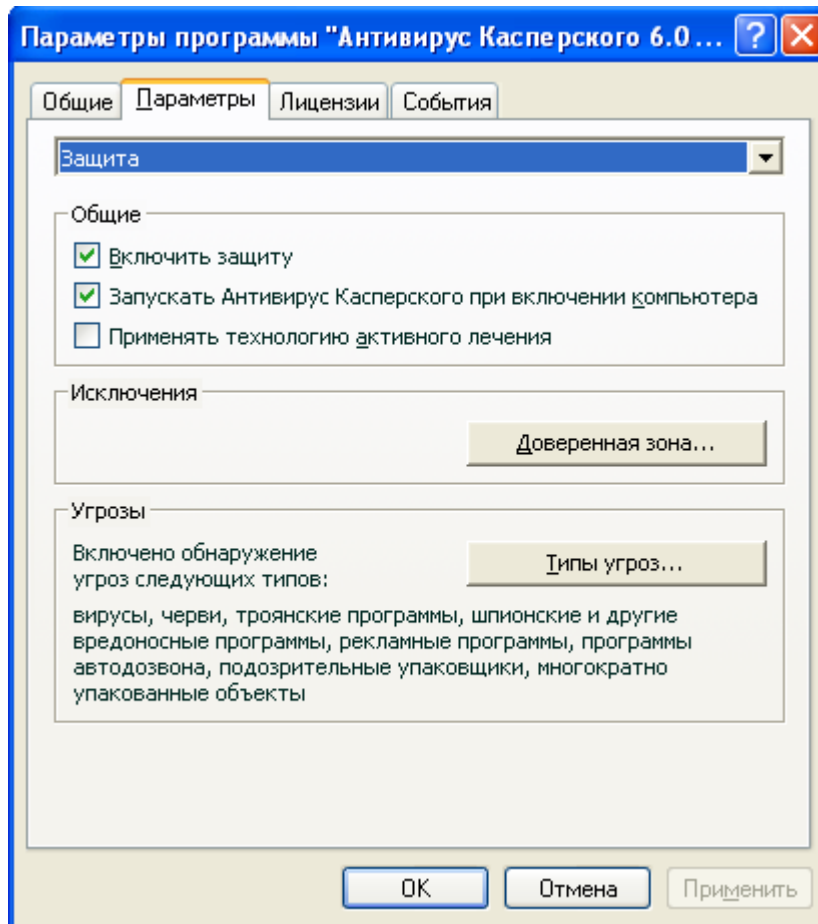 Параметры программы "Антивирус Касперского 6.0 ...
Общие Параметры Лицензии События
Защита
Общие
Включить защиту
Запускать Антивирус Касперского при включении компьютера
Применять технологию активного лечения
Исключения
Доверенная зона...
Угрозы
Включено обнаружение
угроз следующих типов:
Типы угроз...
вирусы, черви, троянские программы, шпионские и другие
вредоносные программы, рекламные программы, программы
автодозвона, подозрительные упаковщики, многократно
упакованные объекты
OK Отмена Применить